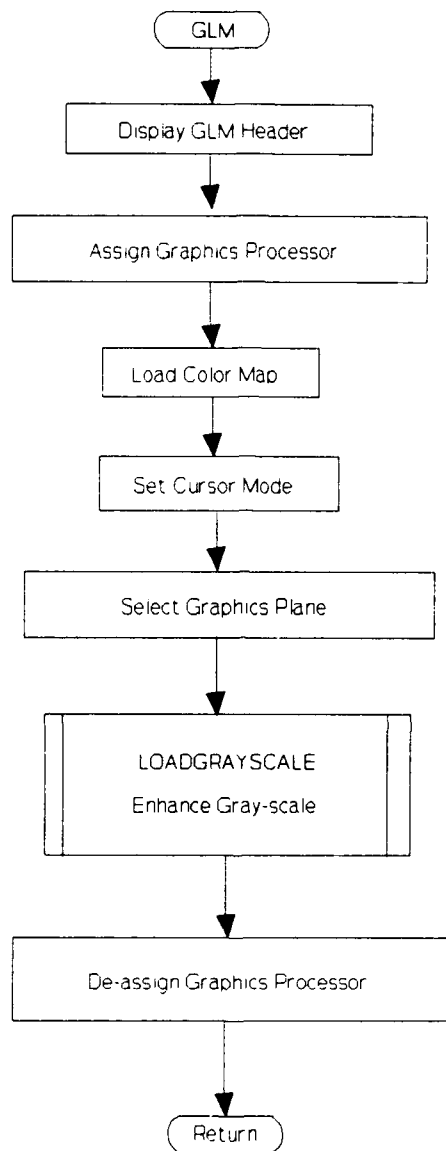 GLM
Display GLM Header
Assign Graphics Processor
Load Color Map
Set Cursor Mode
Select Graphics Plane
LOADGRAYSCALE
Enhance Gray-scale
De-assign Graphics Processor
Return